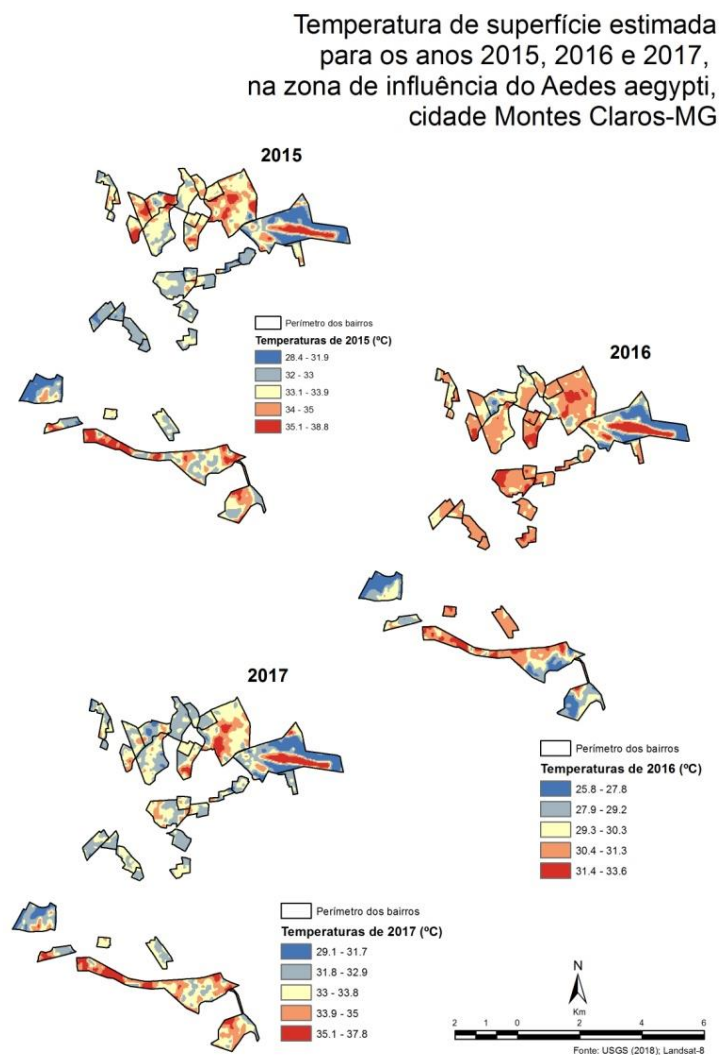 Temperatura de superfície estimada
para os anos 2015, 2016 e 2017,
na zona de influência do Aedes aegypti,
cidade Montes Claros-MG
2015
Perímetro dos bairros
Temperaturas de 2015 (ºC)
28.4 - 31.9
32 - 33
33.1 - 33.9
34 - 35
35.1 - 38.8
2016
Perímetro dos bairros
Temperaturas de 2016 (ºC)
25.8 - 27.8
27.9 - 29.2
29.3 - 30.3
30.4 - 31.3
31.4 - 33.6
2017
Perímetro dos bairros
Temperaturas de 2017 (ºC)
29.1 - 31.7
31.8 - 32.9
33 - 33.8
33.9 - 35
35.1 - 37.8
N
Km
2 1 0 2 4 6
Fonte: USGS (2018); Landsat-8